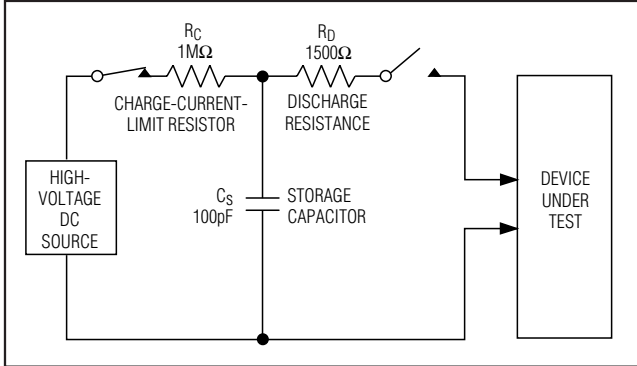 RC
1MΩ
CHARGE-CURRENT-
LIMIT RESISTOR
RD
1500Ω
DISCHARGE
RESISTANCE
HIGH-
VOLTAGE
DC
SOURCE
CS
100pF
STORAGE
CAPACITOR
DEVICE
UNDER
TEST